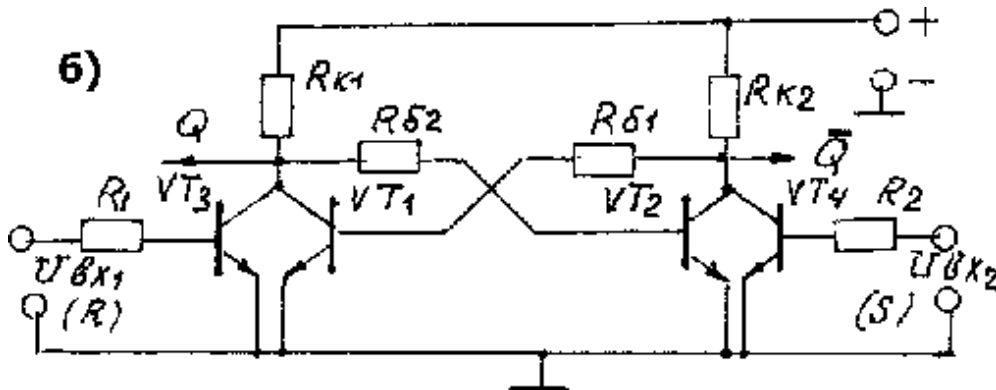 б)
+
-
Rк1
Rк2
Rб2
Rб1
Q
Q̅
VT3
VT1
VT2
VT4
R1
R2
Uвх1
(R)
Uвх2
(S)